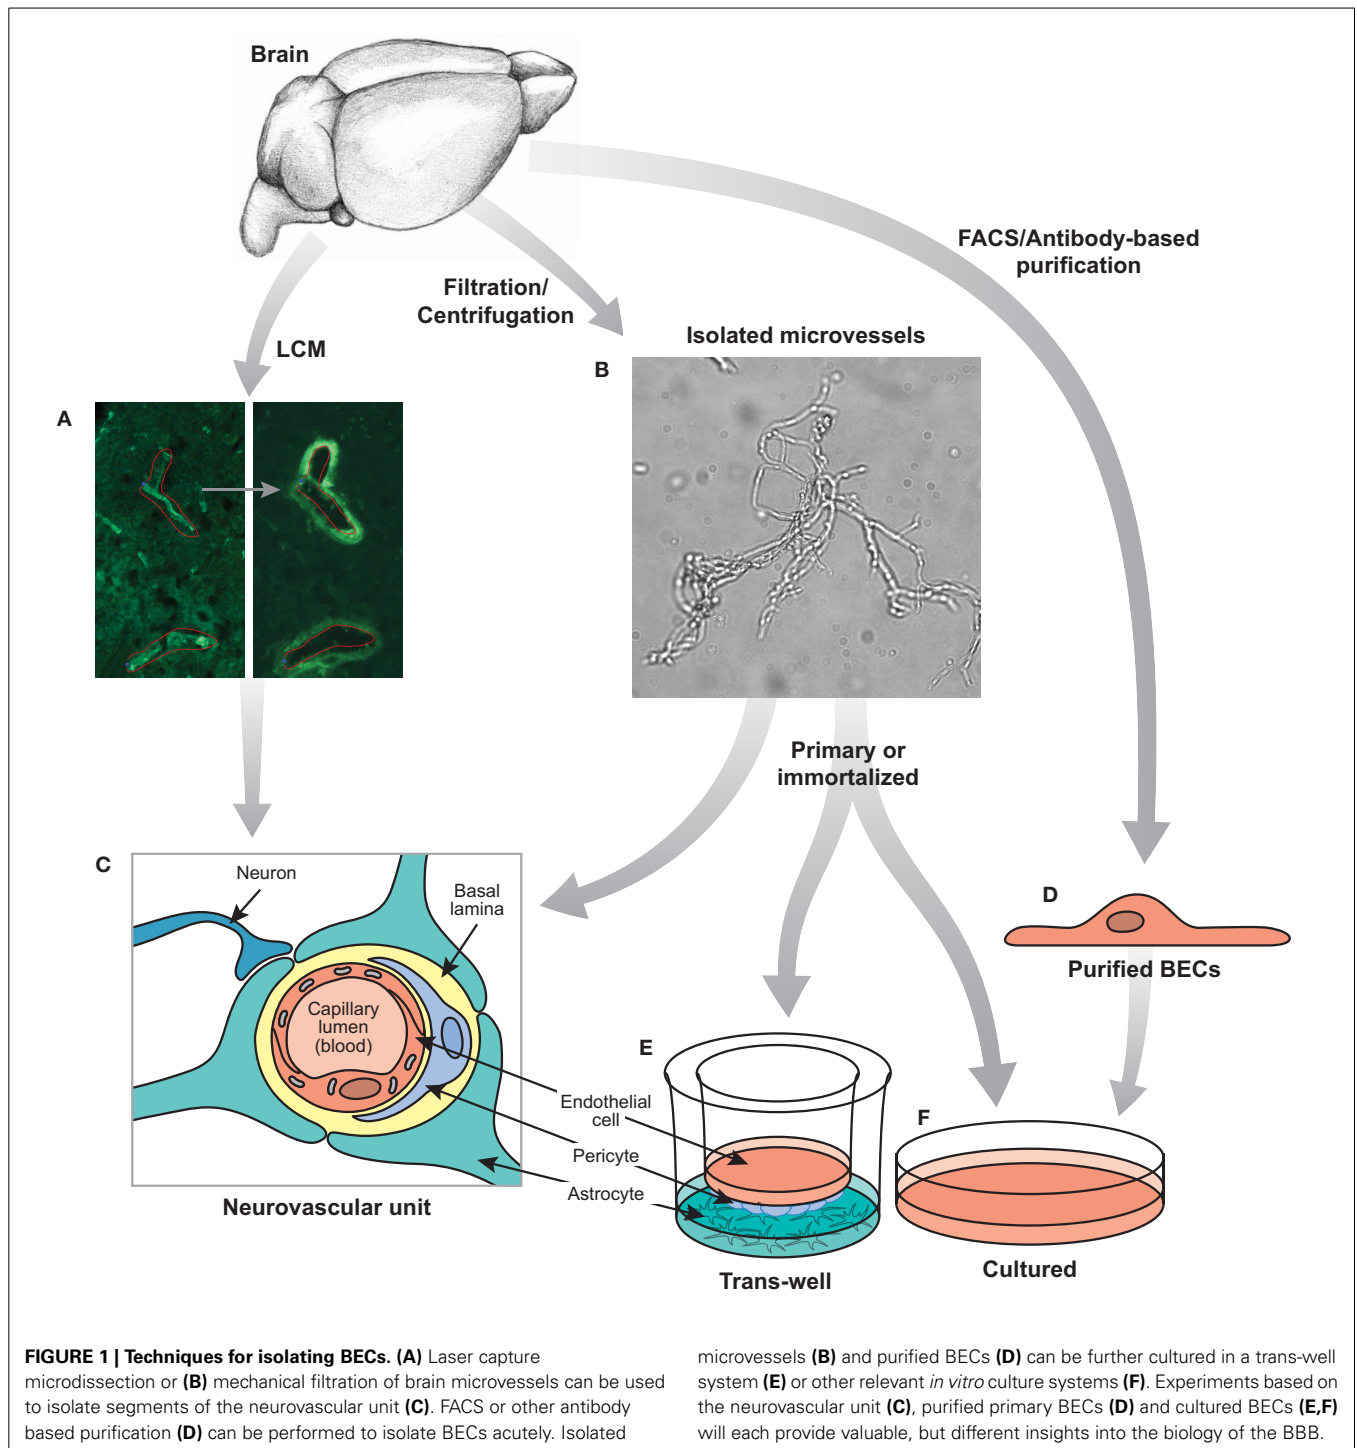 Brain
FACS/Antibody-based
purification
Filtration/
Centrifugation
LCM
Isolated microvessels
A
B
Primary or
immortalized
C
Neuron
Basal
lamina
Capillary
lumen
(blood)
D
Purified BECs
E
Endothelial
cell
Pericyte
Astrocyte
F
Neurovascular unit
Trans-well
Cultured
FIGURE 1 | Techniques for isolating BECs. (A) Laser capture
microdissection or (B) mechanical filtration of brain microvessels can be used
to isolate segments of the neurovascular unit (C). FACS or other antibody
based purification (D) can be performed to isolate BECs acutely. Isolated
microvessels (B) and purified BECs (D) can be further cultured in a trans-well
system (E) or other relevant in vitro culture systems (F). Experiments based on
the neurovascular unit (C), purified primary BECs (D) and cultured BECs (E,F)
will each provide valuable, but different insights into the biology of the BBB.